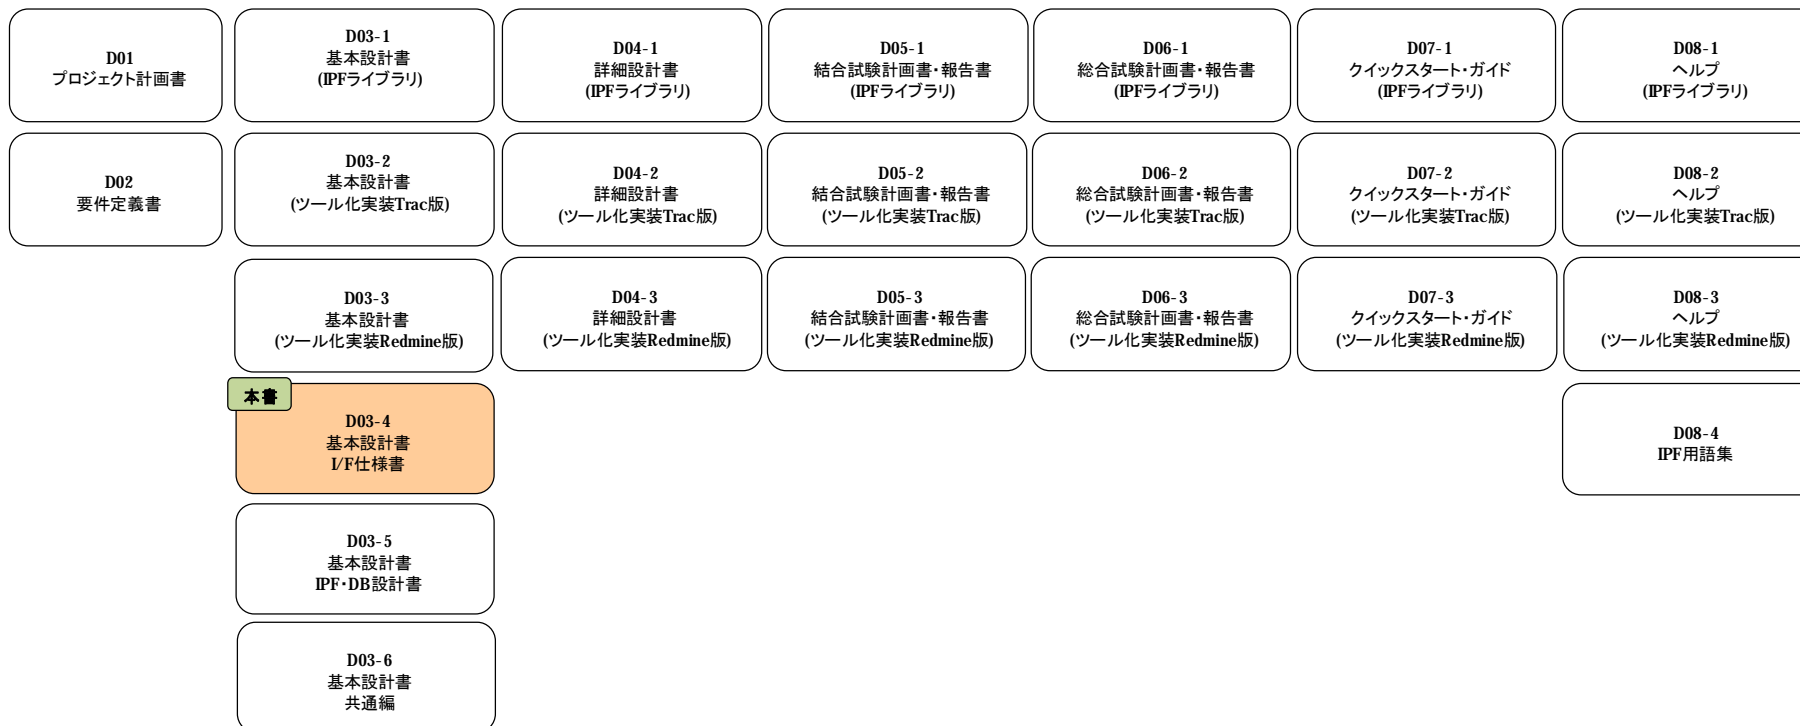 D01
プロジェクト計画書
D03-1
基本設計書
(IPFライブラリ)
D04-1
詳細設計書
(IPFライブラリ)
D05-1
結合試験計画書・報告書
(IPFライブラリ)
D06-1
総合試験計画書・報告書
(IPFライブラリ)
D07-1
クイックスタート・ガイド
(IPFライブラリ)
D08-1
ヘルプ
(IPFライブラリ)
D02
要件定義書
D03-2
基本設計書
(ツール化実装Trac版)
D04-2
詳細設計書
(ツール化実装Trac版)
D05-2
結合試験計画書・報告書
(ツール化実装Trac版)
D06-2
総合試験計画書・報告書
(ツール化実装Trac版)
D07-2
クイックスタート・ガイド
(ツール化実装Trac版)
D08-2
ヘルプ
(ツール化実装Trac版)
D03-3
基本設計書
(ツール化実装Redmine版)
D04-3
詳細設計書
(ツール化実装Redmine版)
D05-3
結合試験計画書・報告書
(ツール化実装Redmine版)
D06-3
総合試験計画書・報告書
(ツール化実装Redmine版)
D07-3
クイックスタート・ガイド
(ツール化実装Redmine版)
D08-3
ヘルプ
(ツール化実装Redmine版)
本書
D03-4
基本設計書
I/F仕様書
D08-4
IPF用語集
D03-5
基本設計書
IPF・DB設計書
D03-6
基本設計書
共通編